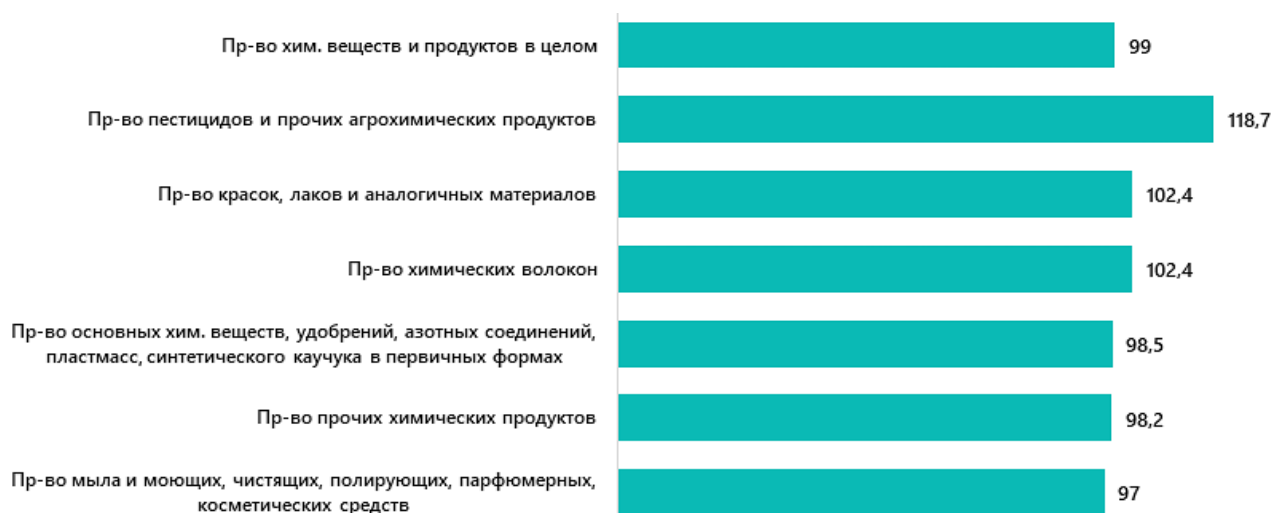 Пр-во хим. веществ и продуктов в целом
99
Пр-во пестицидов и прочих агрохимических продуктов
118,7
Пр-во красок, лаков и аналогичных материалов
102,4
Пр-во химических волокон
102,4
Пр-во основных хим. веществ, удобрений, азотных соединений,
пластмасс, синтетического каучука в первичных формах
98,5
Пр-во прочих химических продуктов
98,2
Пр-во мыла и моющих, чистящих, полирующих, парфюмерных,
косметических средств
97